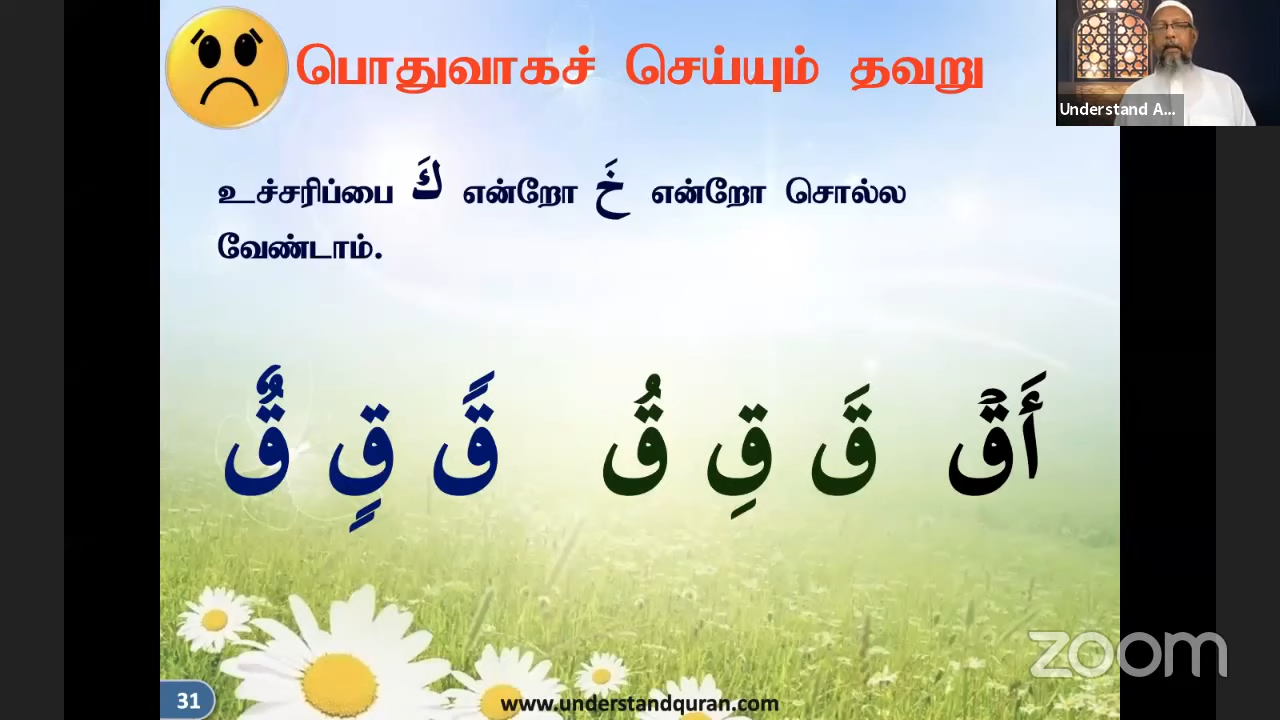 பொதுவாகச் செய்யும் தவறு
Understand A...
உச்சரிப்பை كَ என்றோ خَ என்றோ சொல்ல
வேண்டாம்.
أَقۡ قَ قِ قُ قً قٍ قٌ
zoom
31
www.understandquran.com